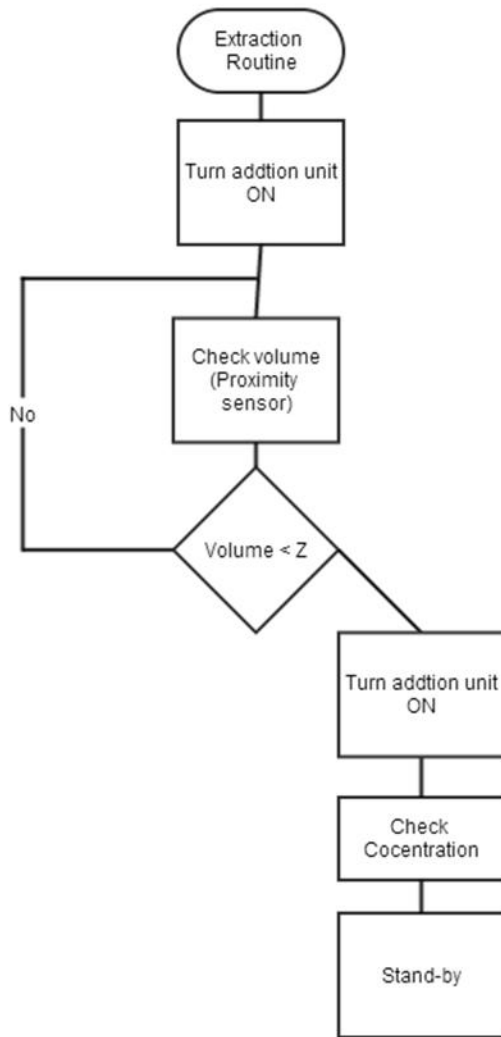 Extraction
Routine
Turn addtion unit
ON
Check volume
(Proximity
sensor)
No
Volume < Z
Turn addtion unit
ON
Check
Cocentration
Stand-by